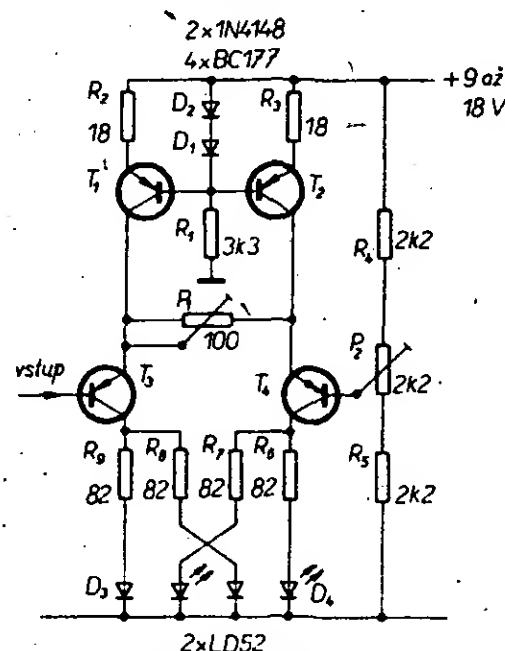 2×1N4148
4×BC177
+9 až
18 V
R2
18
D2
D1
R3
18
T1
T2
R1
3k3
R4
2k2
P1
100
P2
2k2
vstup
T3
T4
R9
82
R8
82
R7
82
R6
82
R5
2k2
D3
D4
2×LD52